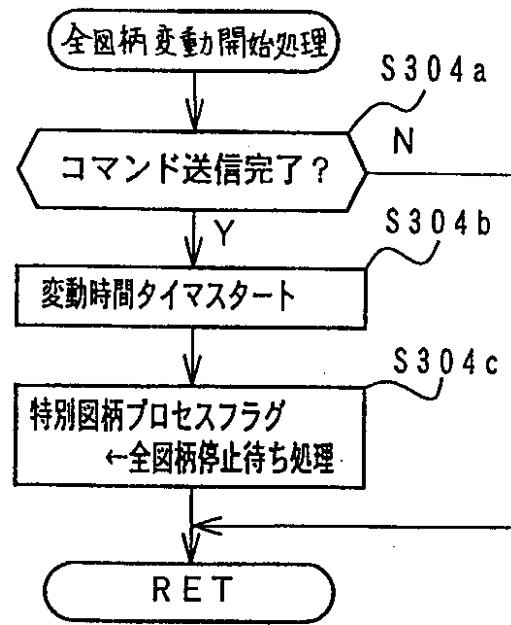 全図柄変動開始処理
S304a
コマンド送信完了？
N
Y
S304b
変動時間タイマスタート
S304c
特別図柄プロセスフラグ
←全図柄停止待ち処理
RET